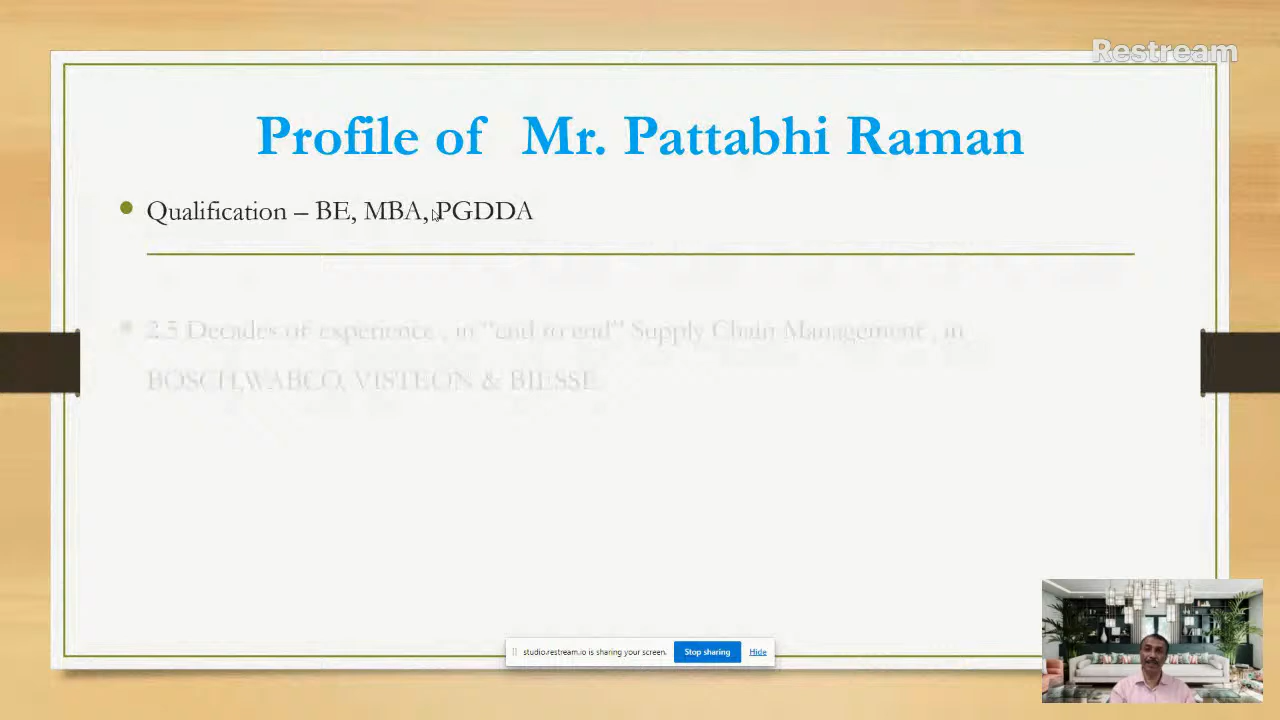 Restream
Profile of Mr. Pattabhi Raman
Qualification – BE, MBA, PGDDA
2.5 Decades of experience , in "end to end" Supply Chain Management , in
BOSCH,WABCO, VISTEON & BIESSE
studio.restream.io is sharing your screen. Stop sharing Hide